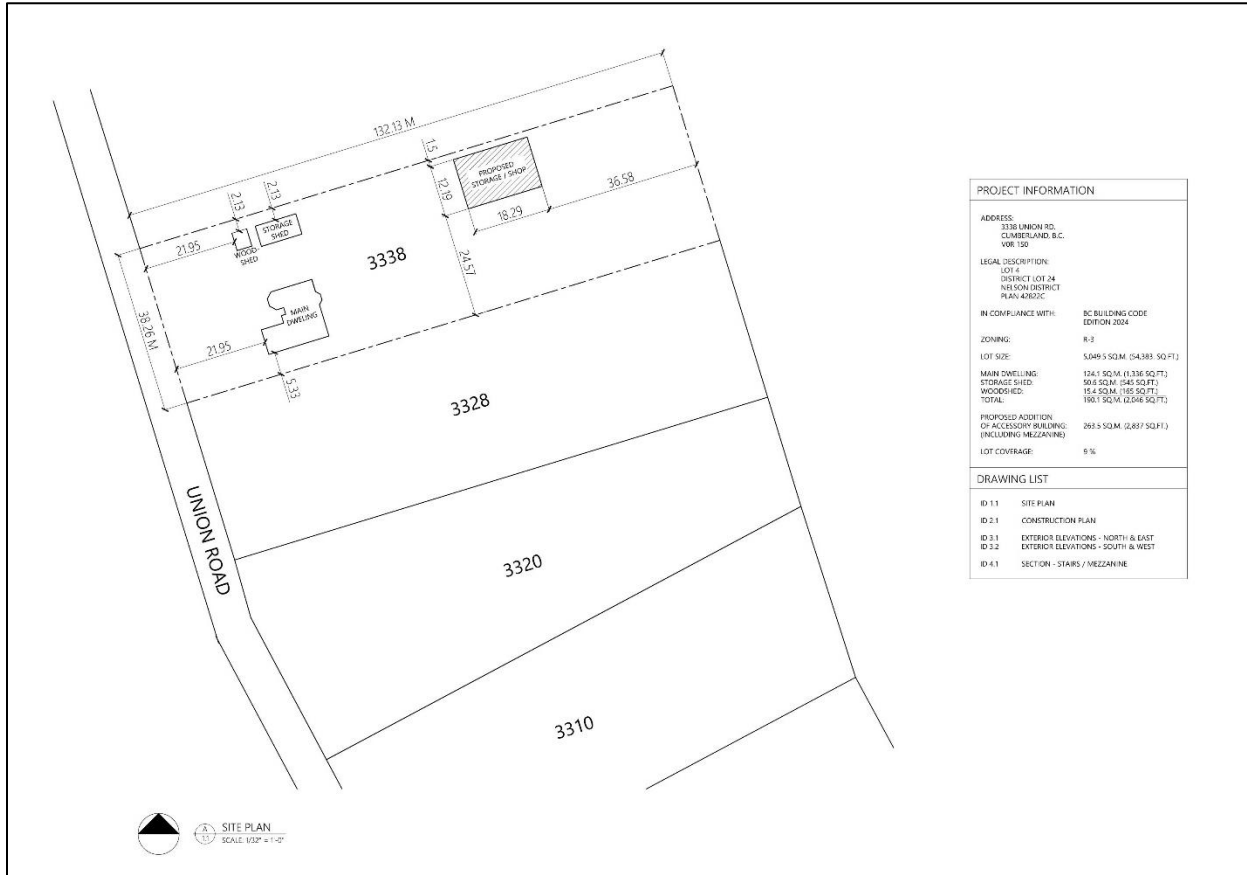 132.13 M
1.5
12.19
PROPOSED
STORAGE / SHOP
18.29
36.58
24.57
2.13
2.13
21.95
WOOD
SHED
STORAGE
SHED
3338
38.26 M
MAIN
DWELING
21.95
5.33
3328
UNION ROAD
3320
3310
A
1.1
SITE PLAN
SCALE: 1/32" = 1'-0"
PROJECT INFORMATION
ADDRESS:
3338 UNION RD.
CUMBERLAND, B.C.
V0R 1S0
LEGAL DESCRIPTION:
LOT 4
DISTRICT LOT 24
NELSON DISTRICT
PLAN 42822C
IN COMPLIANCE WITH: BC BUILDING CODE
EDITION 2024
ZONING: R-3
LOT SIZE: 5,049.5 SQ.M. (54,383. SQ.FT.)
MAIN DWELLING: 124.1 SQ.M. (1,336 SQ.FT.)
STORAGE SHED: 50.6 SQ.M. (545 SQ.FT.)
WOODSHED: 15.4 SQ.M. (165 SQ.FT.)
TOTAL: 190.1 SQ.M. (2,046 SQ.FT.)
PROPOSED ADDITION
OF ACCESSORY BUILDING: 263.5 SQ.M. (2,837 SQ.FT.)
(INCLUDING MEZZANINE)
LOT COVERAGE: 9 %
DRAWING LIST
ID 1.1 SITE PLAN
ID 2.1 CONSTRUCTION PLAN
ID 3.1 EXTERIOR ELEVATIONS - NORTH & EAST
ID 3.2 EXTERIOR ELEVATIONS - SOUTH & WEST
ID 4.1 SECTION - STAIRS / MEZZANINE